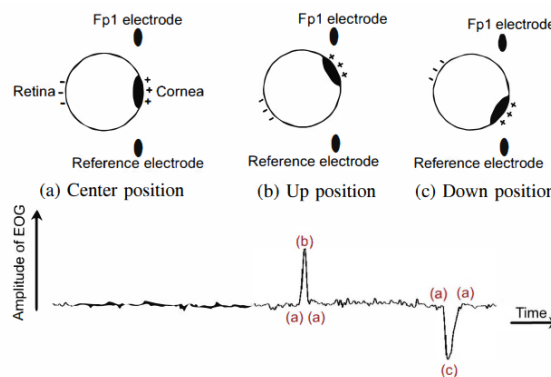 Fp1 electrode
Fp1 electrode
Fp1 electrode
Retina
Cornea
Reference electrode
Reference electrode
Reference electrode
(a) Center position
(b) Up position
(c) Down position
Amplitude of EOG
(b)
(a) (a)
(a) (a)
(c)
Time